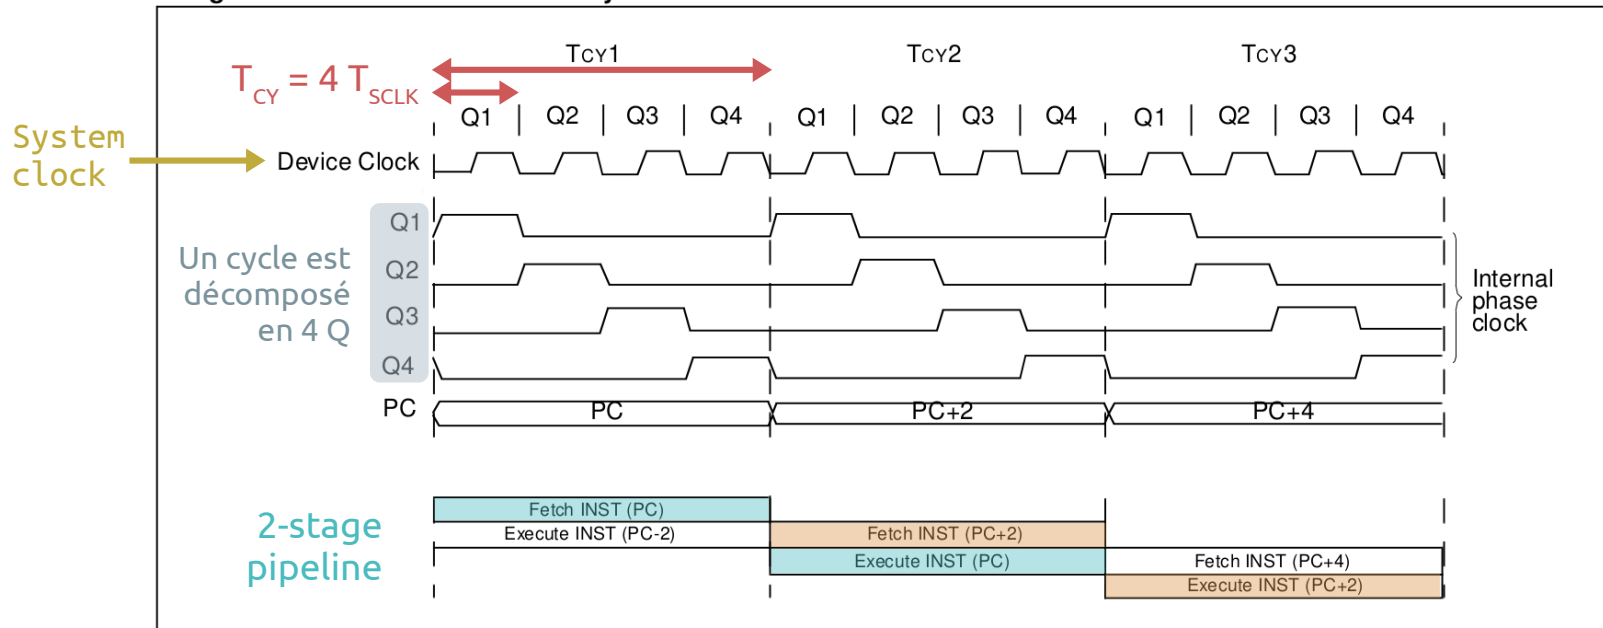 TCY1 TCY2 TCY3
TCY = 4 TSCLK
Q1 Q2 Q3 Q4 Q1 Q2 Q3 Q4 Q1 Q2 Q3 Q4
System
clock
Device Clock
Q1
Un cycle est
décomposé
en 4 Q
Q2
Q3
Q4
Internal
phase
clock
PC PC PC+2 PC+4
2-stage
pipeline
Fetch INST (PC)
Execute INST (PC-2) Fetch INST (PC+2)
Execute INST (PC) Fetch INST (PC+4)
Execute INST (PC+2)